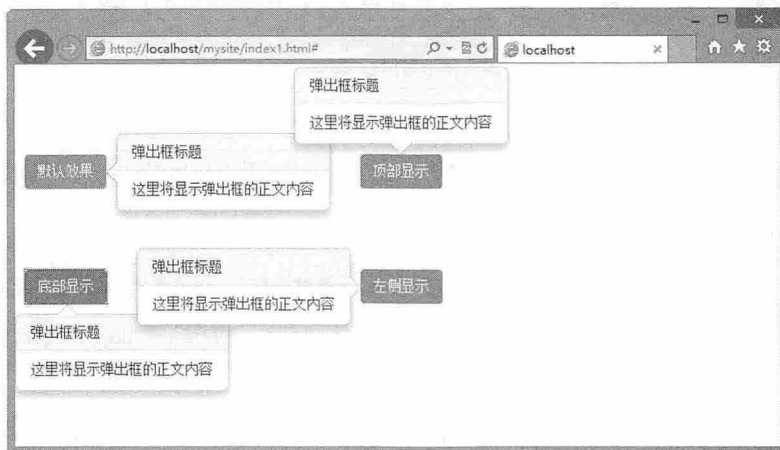 http://localhost/mysite/index1.html#
localhost
弹出框标题
这里将显示弹出框的正文内容
默认效果
弹出框标题
这里将显示弹出框的正文内容
顶部显示
底部显示
弹出框标题
这里将显示弹出框的正文内容
左侧显示
弹出框标题
这里将显示弹出框的正文内容